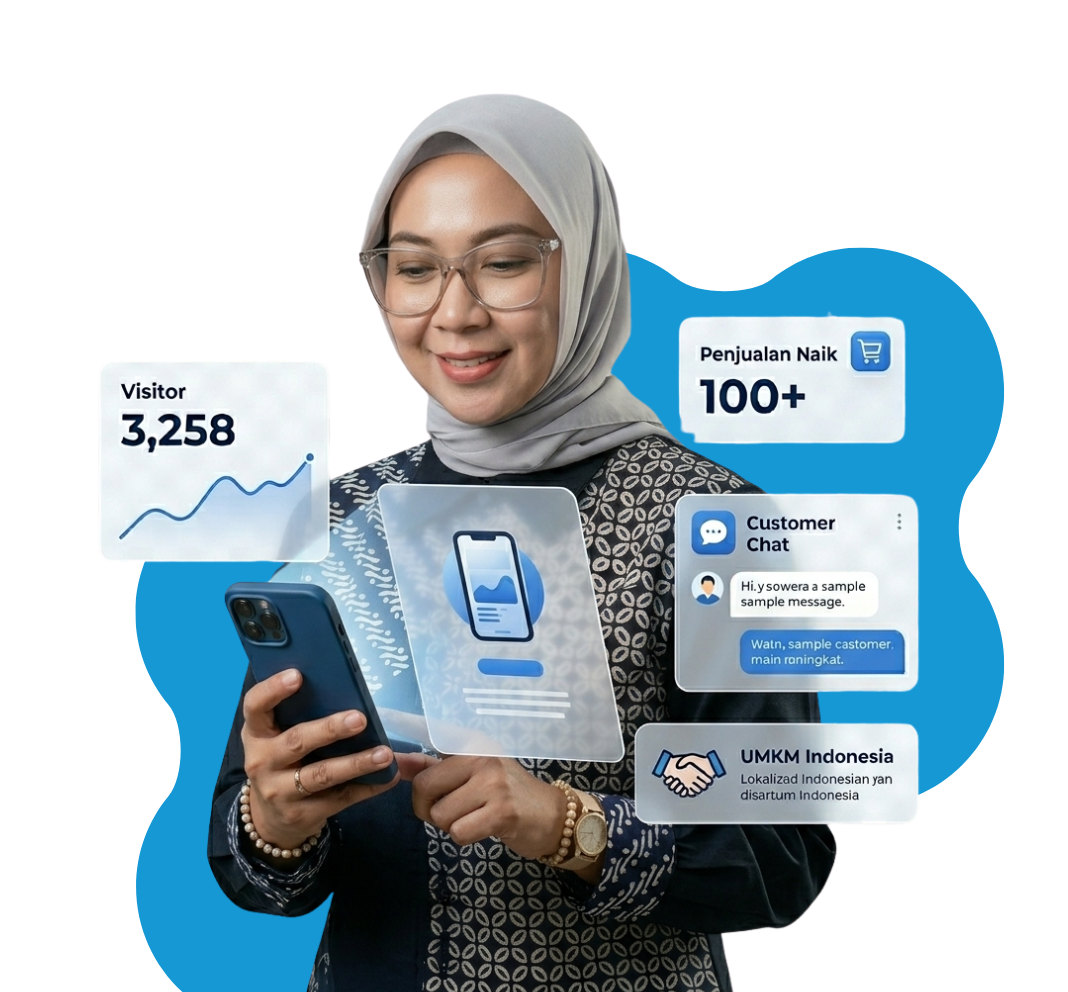 Visitor
3,258
Penjualan Naik
100+
Customer
Chat
Hi.y sowera a sample
sample message.
Watn, sample castomer.
main roningkat.
UMKM Indonesia
Lokalizad Indonesian yan
disartum Indonesia